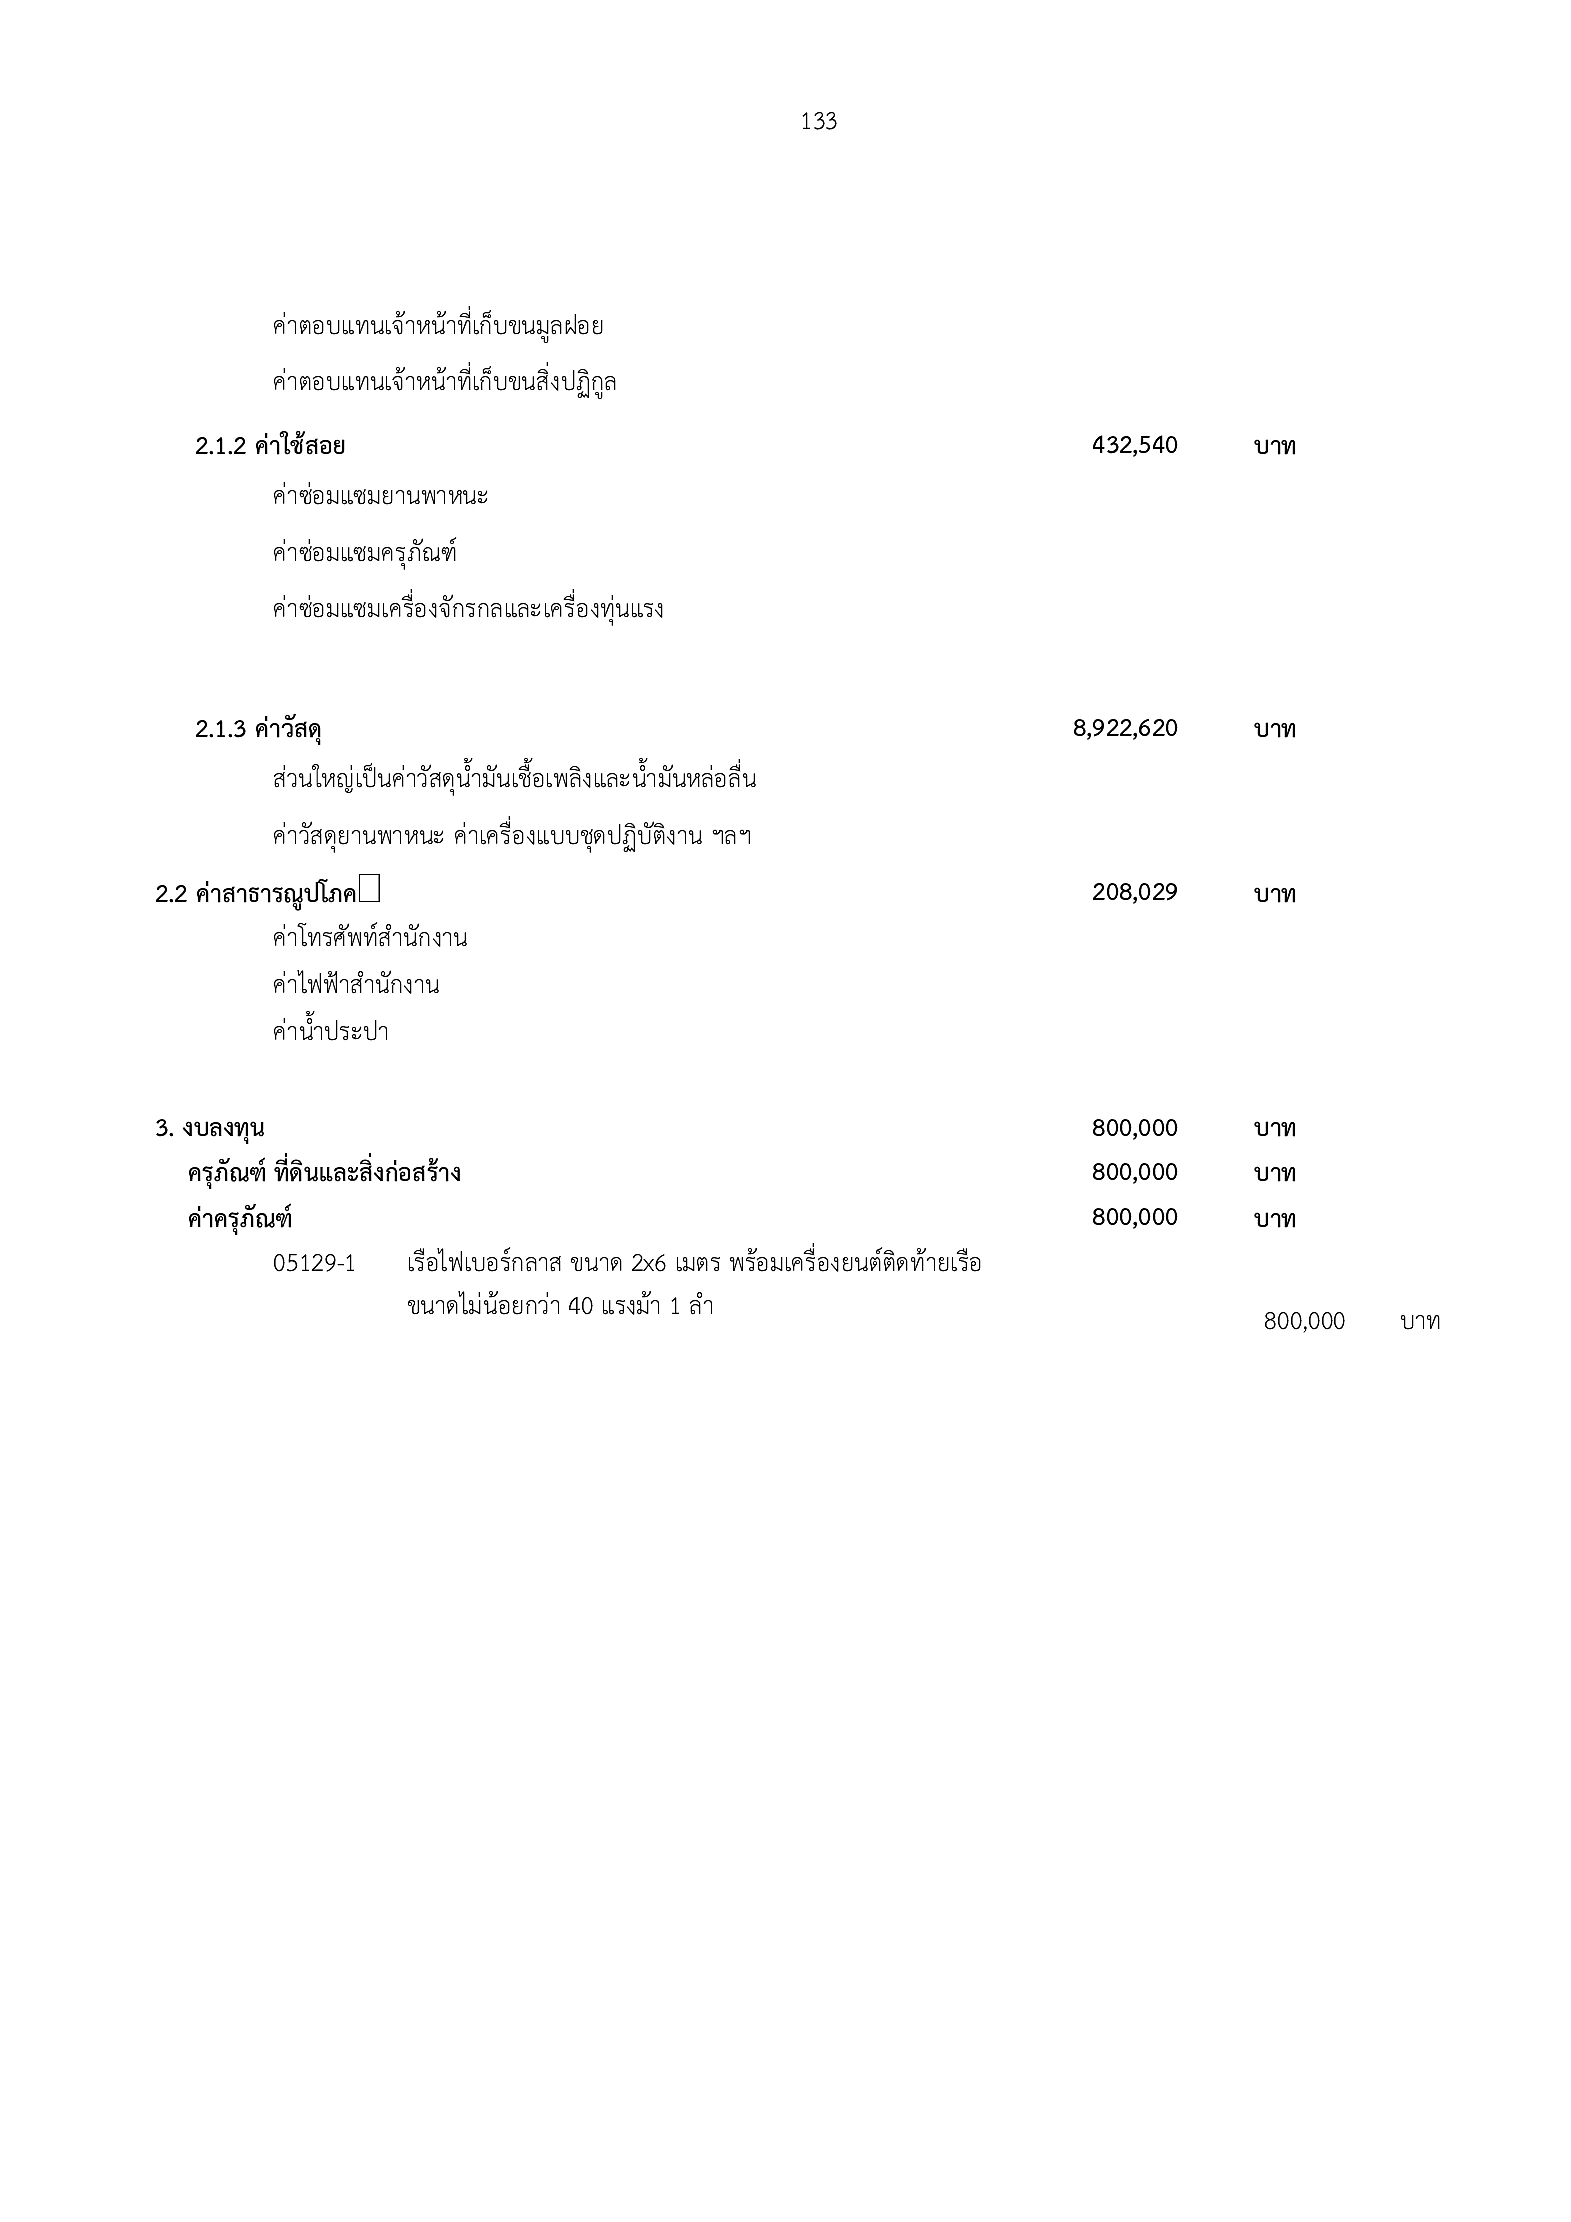 133
ค่าตอบแทนเจ้าหน้าที่เก็บขนมูลฝอย
ค่าตอบแทนเจ้าหน้าที่เก็บขนสิ่งปฏิกูล
2.1.2 ค่าใช้สอย 432,540 บาท
ค่าซ่อมแซมยานพาหนะ
ค่าซ่อมแซมครุภัณฑ์
ค่าซ่อมแซมเครื่องจักรกลและเครื่องทุ่นแรง
2.1.3 ค่าวัสดุ 8,922,620 บาท
ส่วนใหญ่เป็นค่าวัสดุน้ำมันเชื้อเพลิงและน้ำมันหล่อลื่น
ค่าวัสดุยานพาหนะ ค่าเครื่องแบบชุดปฏิบัติงาน ฯลฯ
2.2 ค่าสาธารณูปโภค 208,029 บาท
ค่าโทรศัพท์สำนักงาน
ค่าไฟฟ้าสำนักงาน
ค่าน้ำประปา
3. งบลงทุน 800,000 บาท
ครุภัณฑ์ ที่ดินและสิ่งก่อสร้าง 800,000 บาท
ค่าครุภัณฑ์ 800,000 บาท
05129-1 เรือไฟเบอร์กลาส ขนาด 2x6 เมตร พร้อมเครื่องยนต์ติดท้ายเรือ
ขนาดไม่น้อยกว่า 40 แรงม้า 1 ลำ
800,000 บาท